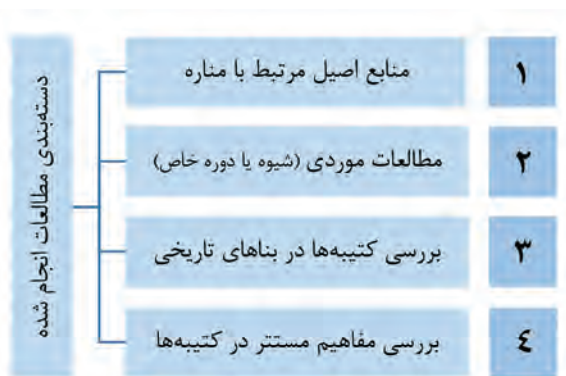 دسته‌بندی مطالعات انجام شده
۱
منابع اصیل مرتبط با مناره
۲
مطالعات موردی (شیوه یا دوره خاص)
۳
بررسی کتیبه‌ها در بناهای تاریخی
٤
بررسی مفاهیم مستتر در کتیبه‌ها